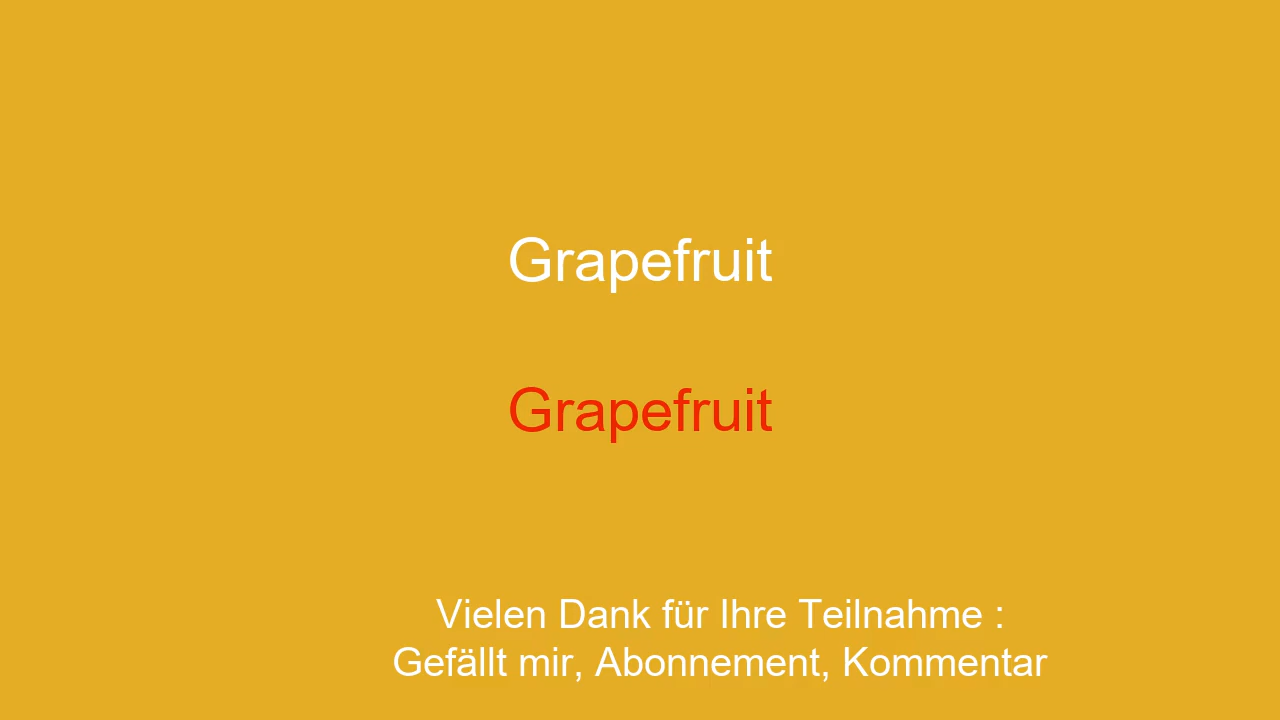 Grapefruit
Grapefruit
Vielen Dank für Ihre Teilnahme :
Gefällt mir, Abonnement, Kommentar